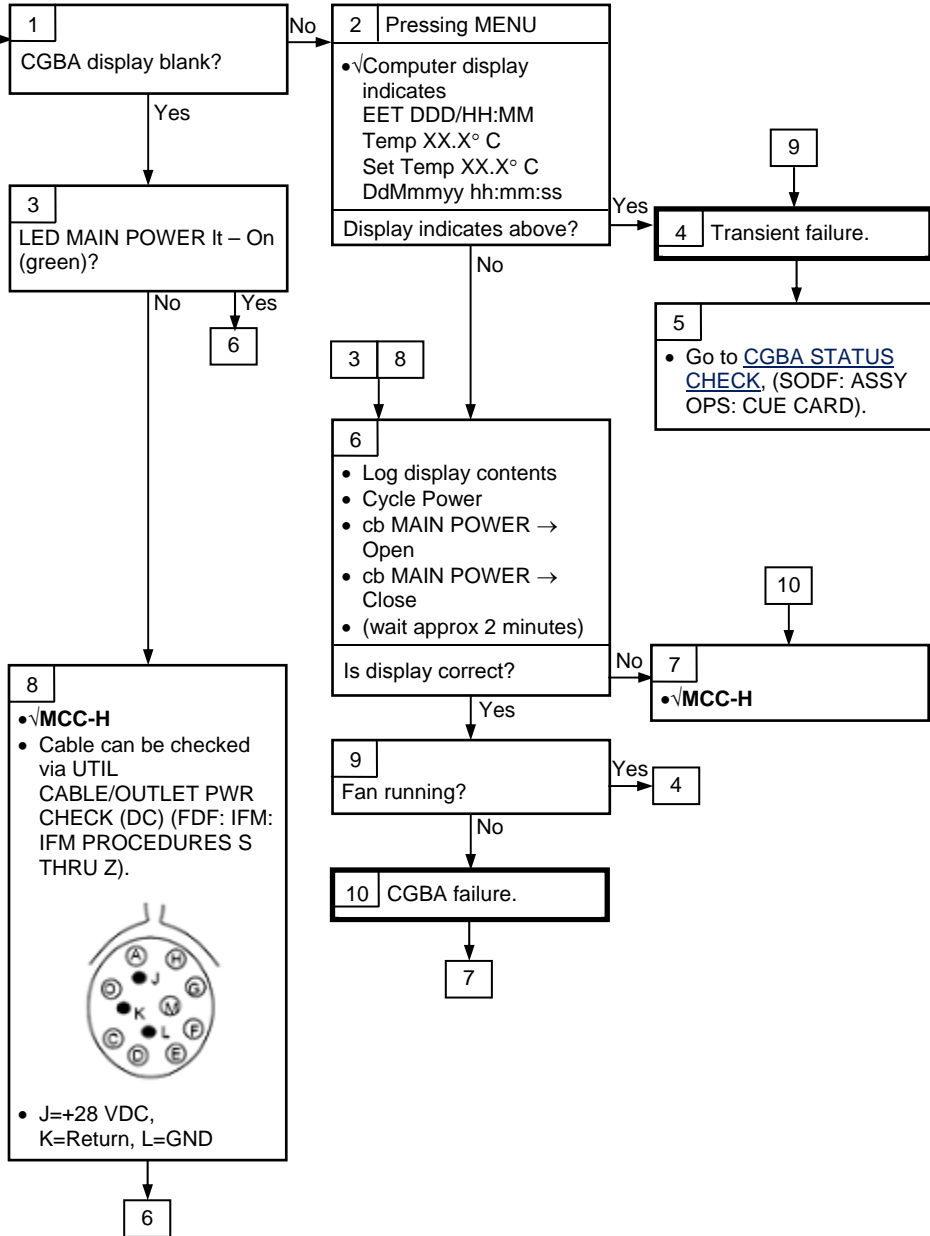 1
CGBA display blank?
No
Yes
2 Pressing MENU
•√Computer display
indicates
EET DDD/HH:MM
Temp XX.X° C
Set Temp XX.X° C
DdMmmyy hh:mm:ss
Display indicates above?
Yes
No
9
4 Transient failure.
5
• Go to CGBA STATUS
CHECK, (SODF: ASSY
OPS: CUE CARD).
3
LED MAIN POWER lt – On
(green)?
No
Yes
6
3 8
6
• Log display contents
• Cycle Power
• cb MAIN POWER →
Open
• cb MAIN POWER →
Close
• (wait approx 2 minutes)
Is display correct?
No
Yes
10
7
•√MCC-H
8
•√MCC-H
• Cable can be checked
via UTIL
CABLE/OUTLET PWR
CHECK (DC) (FDF: IFM:
IFM PROCEDURES S
THRU Z).
A H
J
G
K M
L F
C
D E
• J=+28 VDC,
K=Return, L=GND
6
9
Fan running?
Yes
4
No
10 CGBA failure.
7